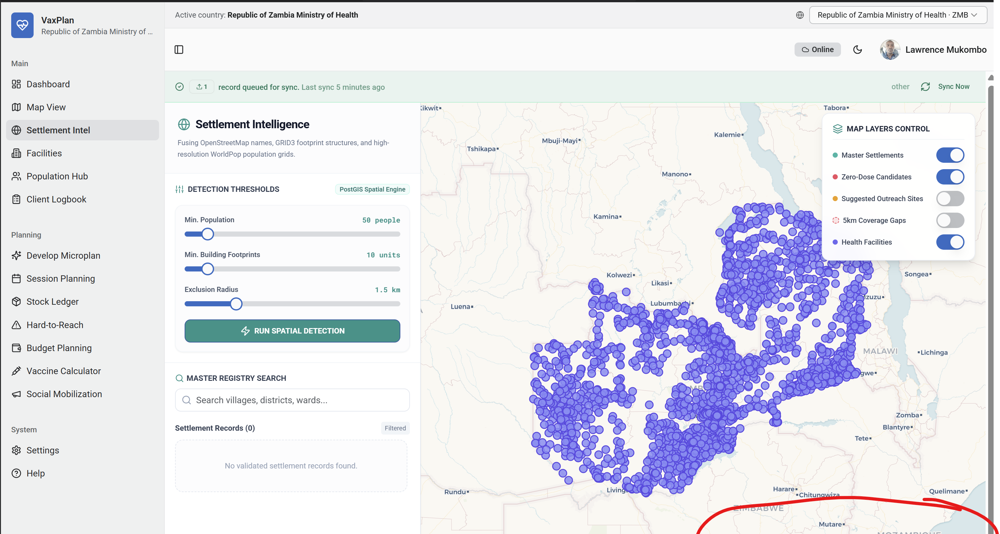 VaxPlan
Republic of Zambia Ministry of ...
Main
Dashboard
Map View
Settlement Intel
Facilities
Population Hub
Client Logbook
Planning
Develop Microplan
Session Planning
Stock Ledger
Hard-to-Reach
Budget Planning
Vaccine Calculator
Social Mobilization
System
Settings
Help
Active country: Republic of Zambia Ministry of Health
Republic of Zambia Ministry of Health · ZMB
Online
Lawrence Mukombo
1 record queued for sync. Last sync 5 minutes ago
other
Sync Now
Settlement Intelligence
Fusing OpenStreetMap names, GRID3 footprint structures, and high-
resolution WorldPop population grids.
DETECTION THRESHOLDS
PostGIS Spatial Engine
Min. Population
50 people
Min. Building Footprints
10 units
Exclusion Radius
1.5 km
RUN SPATIAL DETECTION
MASTER REGISTRY SEARCH
Search villages, districts, wards...
Settlement Records (0)
Filtered
No validated settlement records found.
MAP LAYERS CONTROL
Master Settlements
Zero-Dose Candidates
Suggested Outreach Sites
5km Coverage Gaps
Health Facilities
Kikwit
Tabora
Kalemie
Mbuji-Mayi
Tshikapa
Manono
Kamina
Kolwezi
Likasi
Songea
Lubumbashi
Luena
MALAWI
Lichinga
Zomba
Blantyre
Tete
Rundu
Harare
Chitungwiza
Quelimane
ZIMBABWE
Mutare